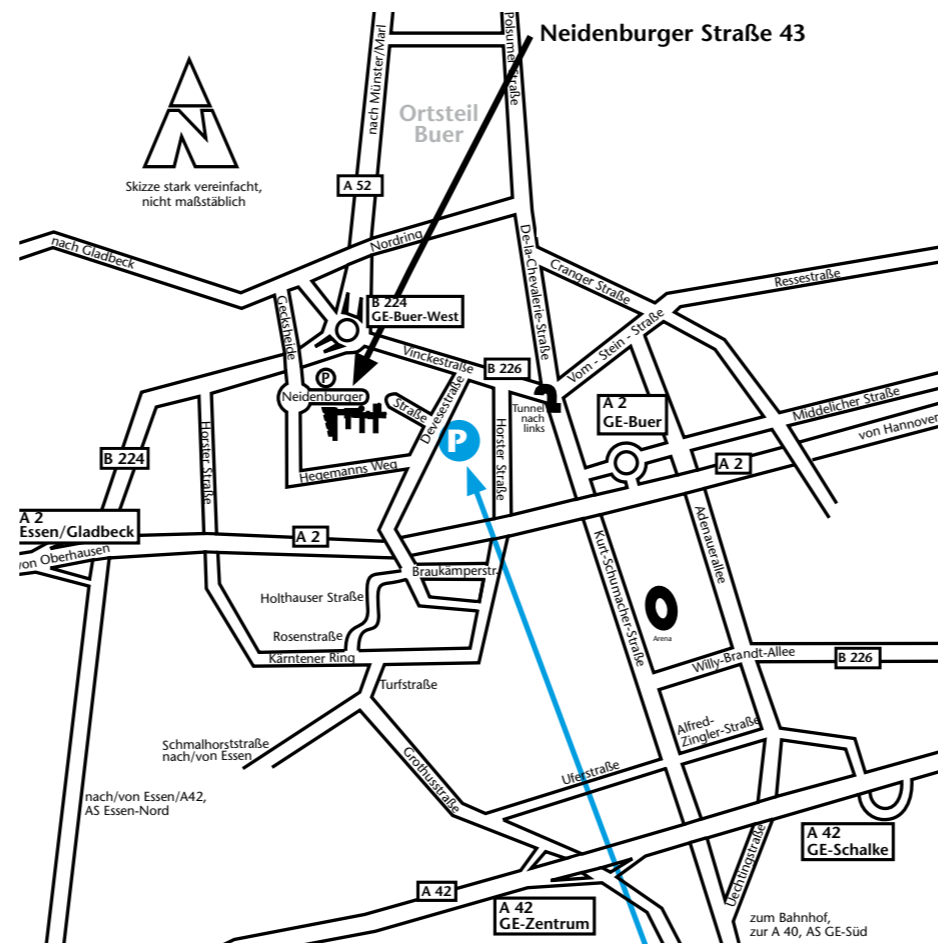 Neidenburger Straße 43
Polsumer Straße
nach Münster/Marl
Ortsteil
Buer
N
Skizze stark vereinfacht,
nicht maßstäblich
A 52
nach Gladbeck
Nordring
De-la-Chevalerie-Straße
Cranger Straße
Ressestraße
Gecksheide
B 224
GE-Buer-West
Vom - Stein - Straße
Vinckestraße
B 226
P
Neidenburger
Straße
Devesestraße
Tunnel
nach
links
A 2
GE-Buer
Middelicher Straße
von Hannover
Horster Straße
P
Horster Straße
B 224
Hegemanns Weg
A 2
A 2
Essen/Gladbeck
von Oberhausen
A 2
Adenauerallee
Kurt-Schumacher-Straße
Braukämperstr.
Holthauser Straße
Arena
Rosenstraße
Kärntener Ring
Willy-Brandt-Allee
B 226
Turfstraße
Alfred-
Zingler-Straße
Schmalhorststraße
nach/von Essen
Grothusstraße
Uferstraße
nach/von Essen/A42,
AS Essen-Nord
A 42
GE-Schalke
Uechtingstraße
A 42
A 42
GE-Zentrum
zum Bahnhof,
zur A 40, AS GE-Süd